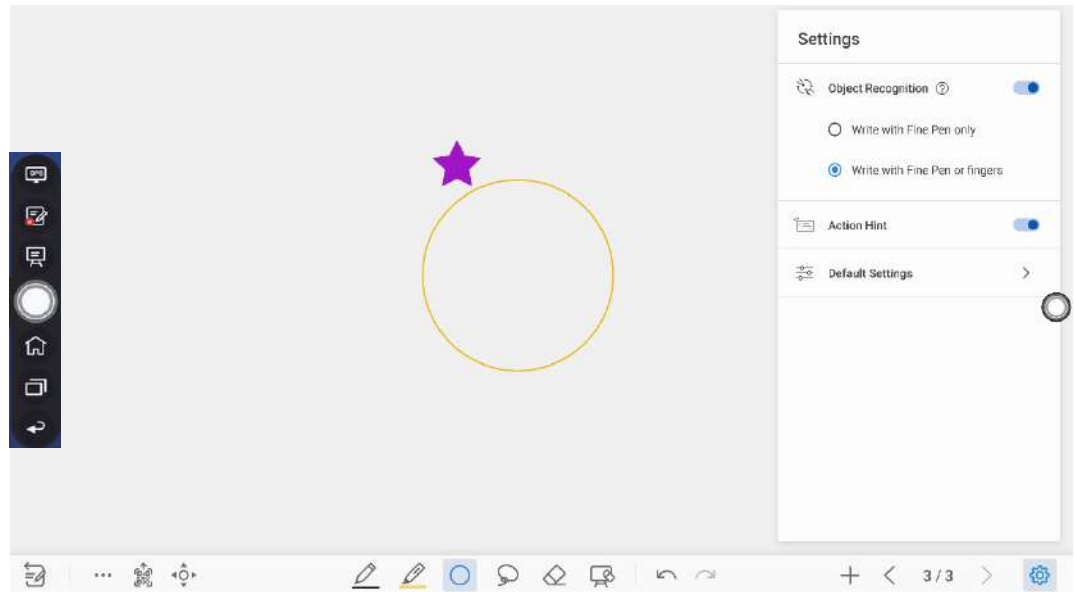 Settings
Object Recognition ?
Write with Fine Pen only
Write with Fine Pen or fingers
Action Hint
Default Settings
OPS
3/3